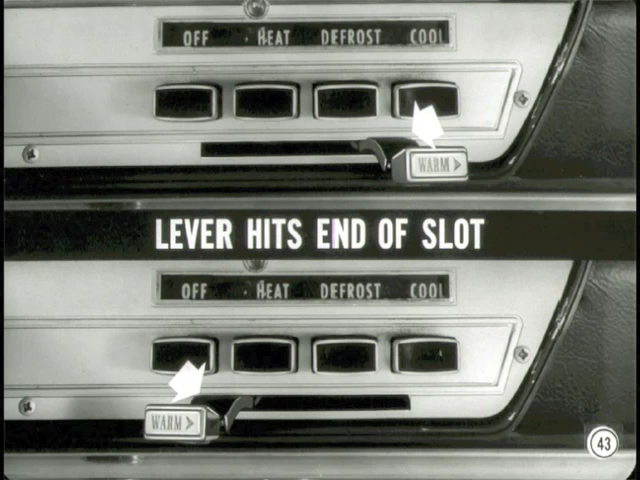 OFF HEAT DEFROST COOL
WARM >
LEVER HITS END OF SLOT
OFF HEAT DEFROST COOL
WARM >
43